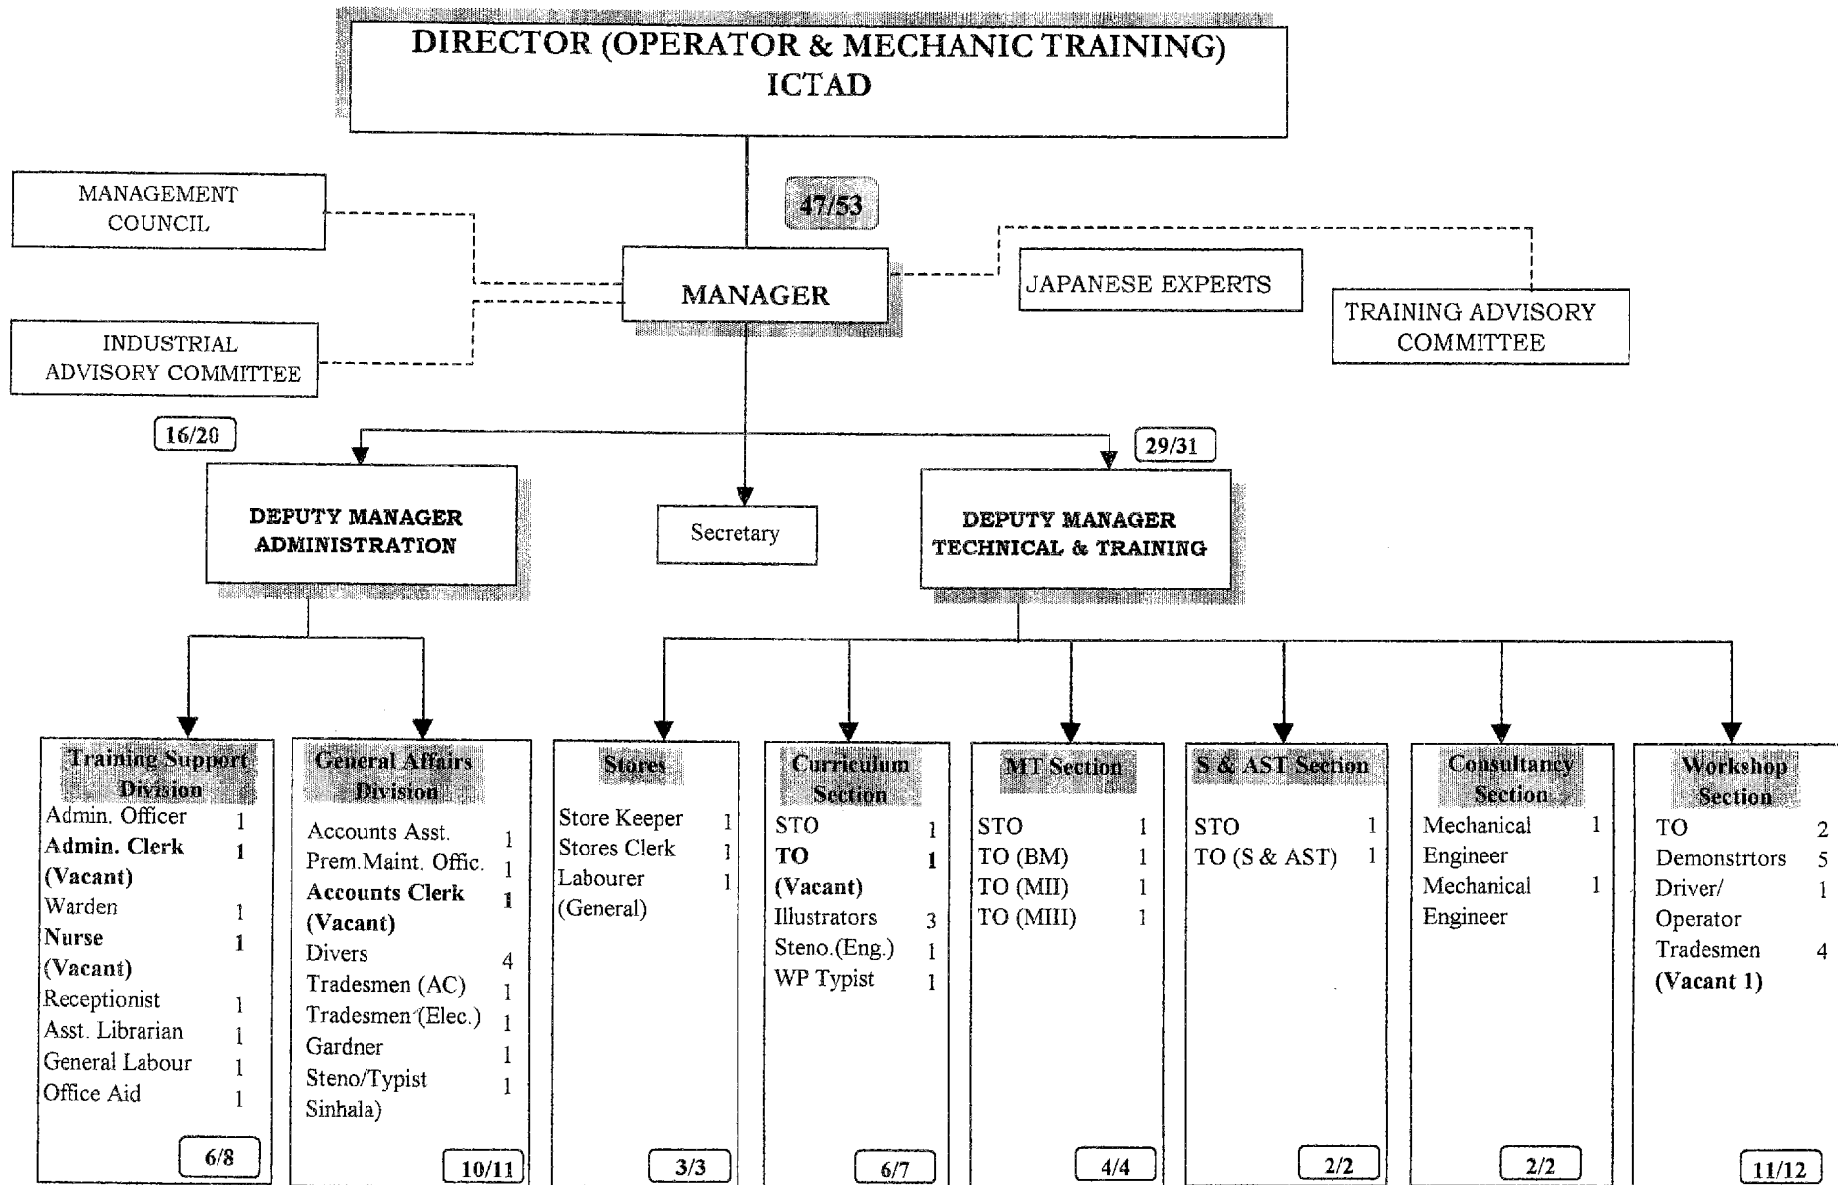 DIRECTOR (OPERATOR & MECHANIC TRAINING)
ICTAD
47/53
MANAGEMENT
COUNCIL
MANAGER
JAPANESE EXPERTS
TRAINING ADVISORY
COMMITTEE
INDUSTRIAL
ADVISORY COMMITTEE
16/20
29/31
DEPUTY MANAGER
ADMINISTRATION
Secretary
DEPUTY MANAGER
TECHNICAL & TRAINING
Training Support
Division
Admin. Officer 1
Admin. Clerk 1
(Vacant)
Warden 1
Nurse 1
(Vacant)
Receptionist 1
Asst. Librarian 1
General Labour 1
Office Aid 1
6/8
General Affairs
Division
Accounts Asst. 1
Prem.Maint. Offic. 1
Accounts Clerk 1
(Vacant)
Divers 4
Tradesmen (AC) 1
Tradesmen (Elec.) 1
Gardner 1
Steno/Typist 1
Sinhala)
10/11
Stores
Store Keeper 1
Stores Clerk 1
Labourer 1
(General)
3/3
Curriculum
Section
STO 1
TO 1
(Vacant)
Illustrators 3
Steno.(Eng.) 1
WP Typist 1
6/7
MT Section
STO 1
TO (BM) 1
TO (MII) 1
TO (MIII) 1
4/4
S & AST Section
STO 1
TO (S & AST) 1
2/2
Consultancy
Section
Mechanical 1
Engineer
Mechanical 1
Engineer
2/2
Workshop
Section
TO 2
Demonstrtors 5
Driver/ 1
Operator
Tradesmen 4
(Vacant 1)
11/12